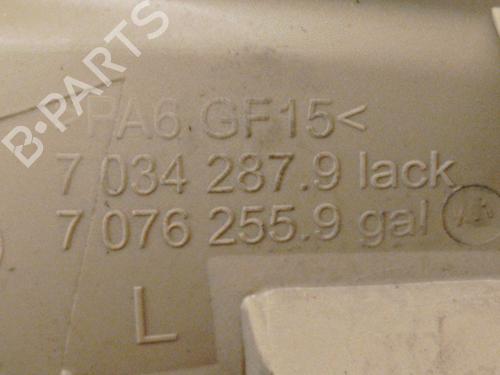 B-PARTS
PA6 GF15<
7 034 287.9 lack
7 076 255.9 gal
L